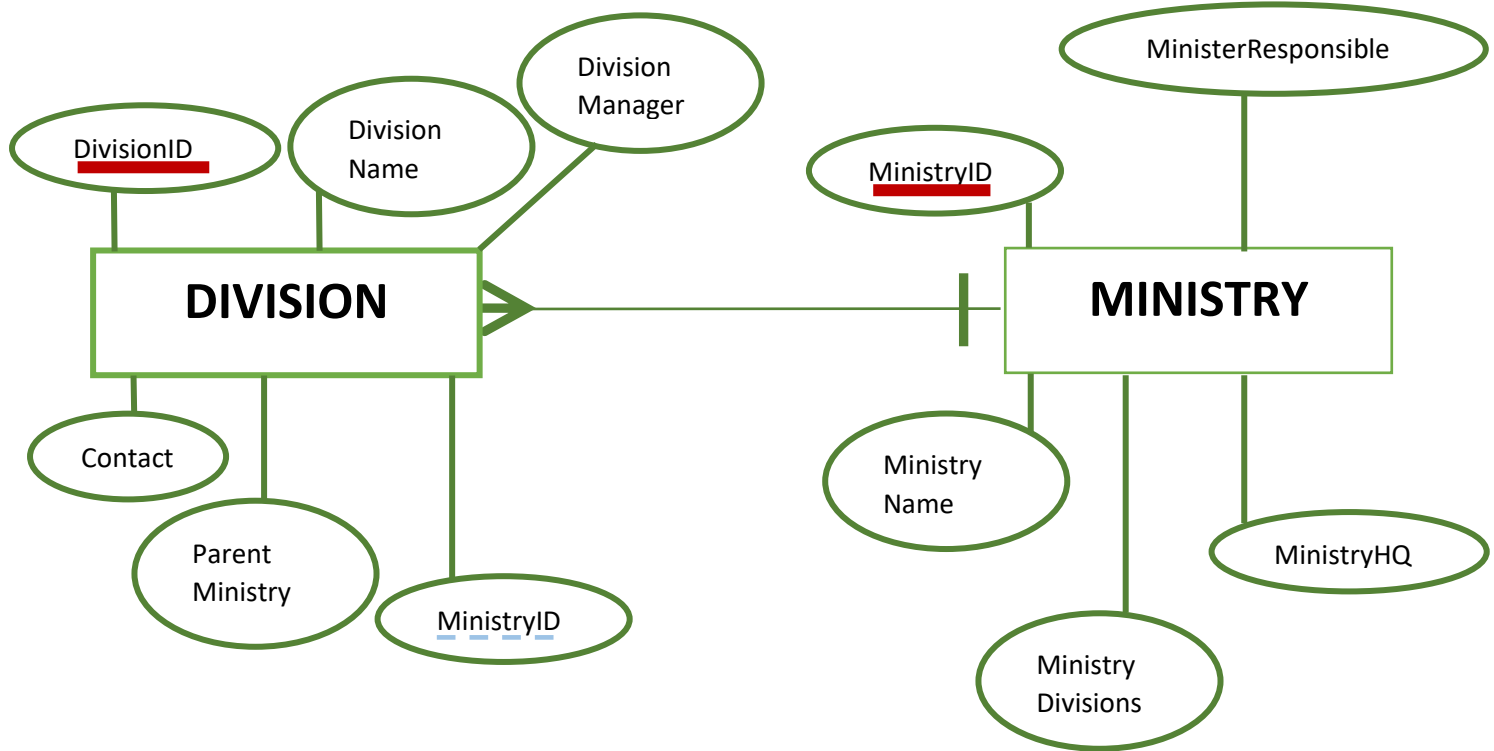 MinisterResponsible
Division
Manager
Division
Name
DivisionID
MinistryID
DIVISION
MINISTRY
Contact
Ministry
Name
Parent
Ministry
MinistryHQ
MinistryID
Ministry
Divisions